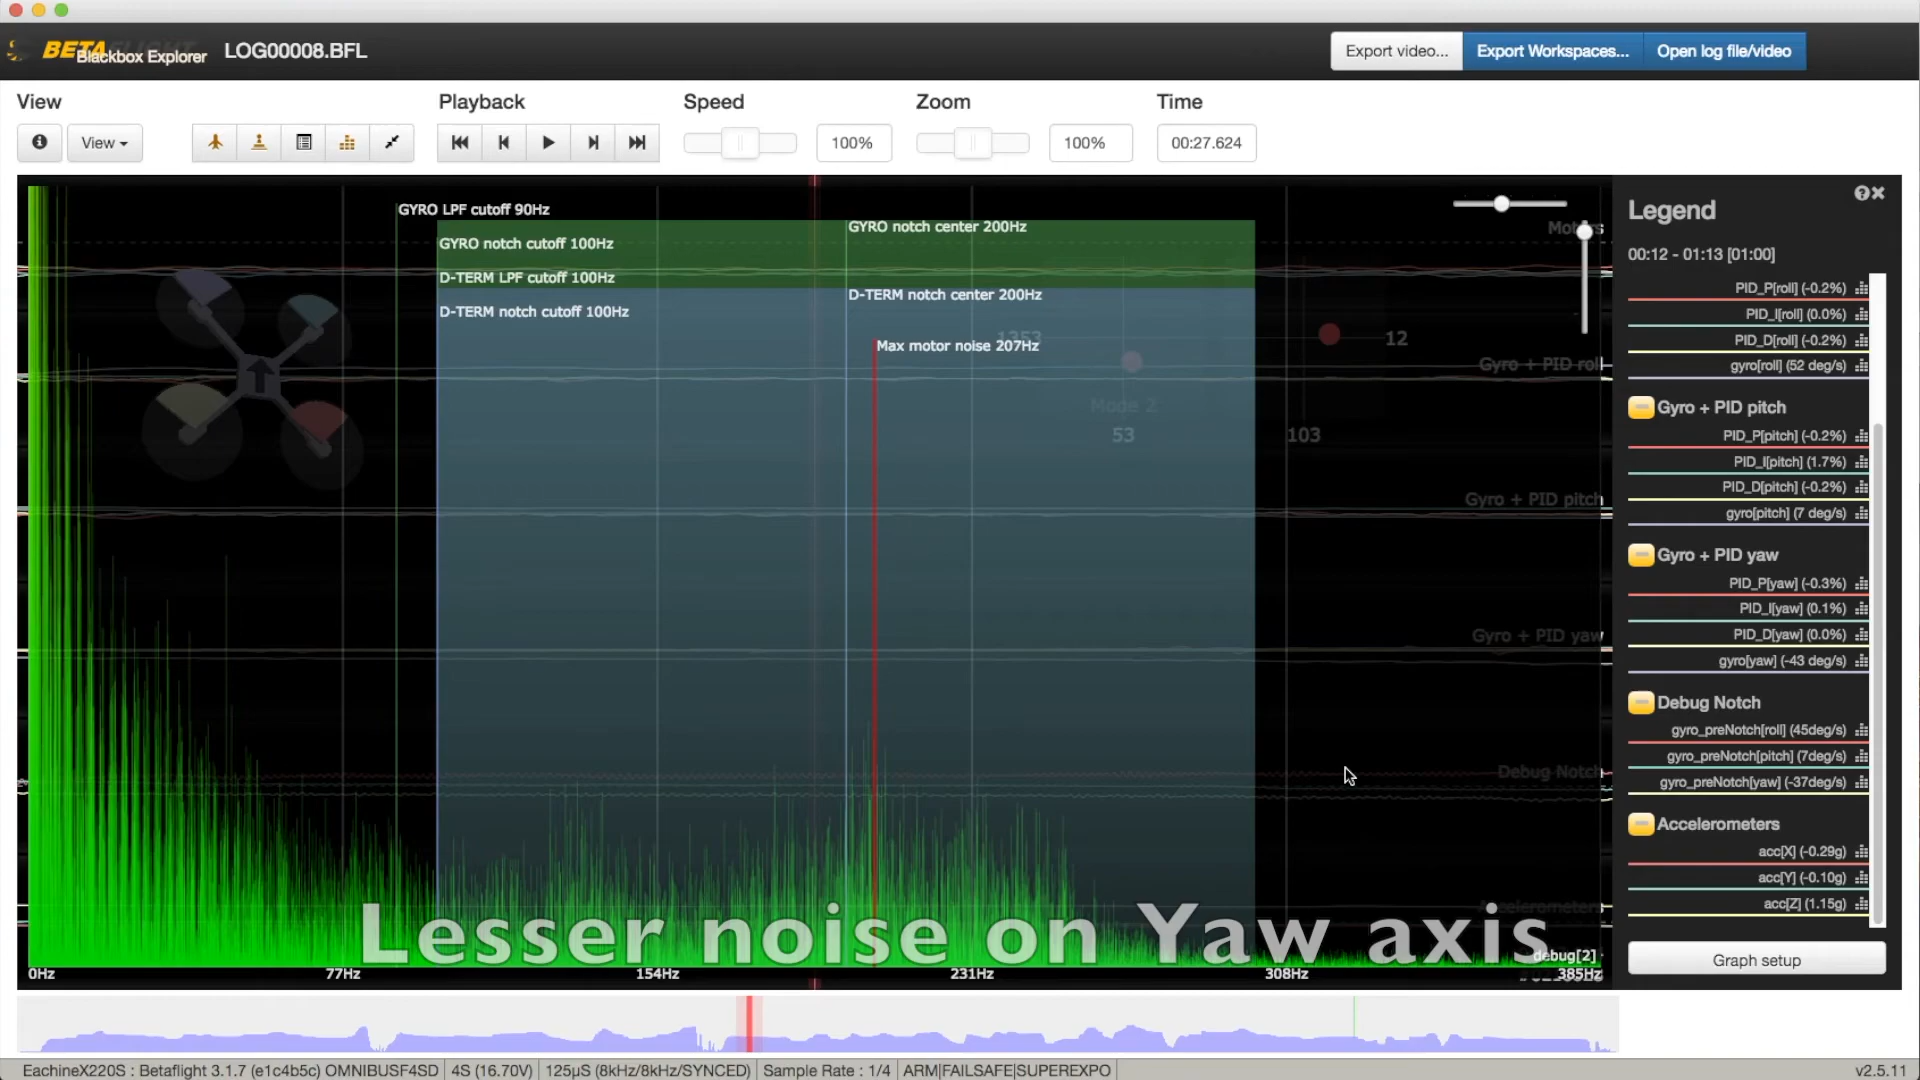 BETAFLIGHT
Blackbox Explorer
LOG00008.BFL
Export video...
Export Workspaces...
Open log file/video
View
Playback
Speed
Zoom
Time
View
100%
100%
00:27.624
GYRO LPF cutoff 90Hz
GYRO notch center 200Hz
GYRO notch cutoff 100Hz
D-TERM LPF cutoff 100Hz
D-TERM notch center 200Hz
D-TERM notch cutoff 100Hz
Max motor noise 207Hz
1353
12
Mode 2
53
103
Motors
Gyro + PID roll
Gyro + PID pitch
Gyro + PID yaw
Debug Notch
Accelerometers
Lesser noise on Yaw axis
debug[2]
0Hz
77Hz
154Hz
231Hz
308Hz
385Hz
Legend
00:12 - 01:13 [01:00]
PID_P[roll] (-0.2%)
PID_I[roll] (0.0%)
PID_D[roll] (-0.2%)
gyro[roll] (52 deg/s)
Gyro + PID pitch
PID_P[pitch] (-0.2%)
PID_I[pitch] (1.7%)
PID_D[pitch] (-0.2%)
gyro[pitch] (7 deg/s)
Gyro + PID yaw
PID_P[yaw] (-0.3%)
PID_I[yaw] (0.1%)
PID_D[yaw] (0.0%)
gyro[yaw] (-43 deg/s)
Debug Notch
gyro_preNotch[roll] (45deg/s)
gyro_preNotch[pitch] (7deg/s)
gyro_preNotch[yaw] (-37deg/s)
Accelerometers
acc[X] (-0.29g)
acc[Y] (-0.10g)
acc[Z] (1.15g)
Graph setup
EachineX220S : Betaflight 3.1.7 (e1c4b5c) OMNIBUSF4SD
4S (16.70V)
125µS (8kHz/8kHz/SYNCED)
Sample Rate : 1/4
ARM|FAILSAFE|SUPEREXPO
v2.5.11